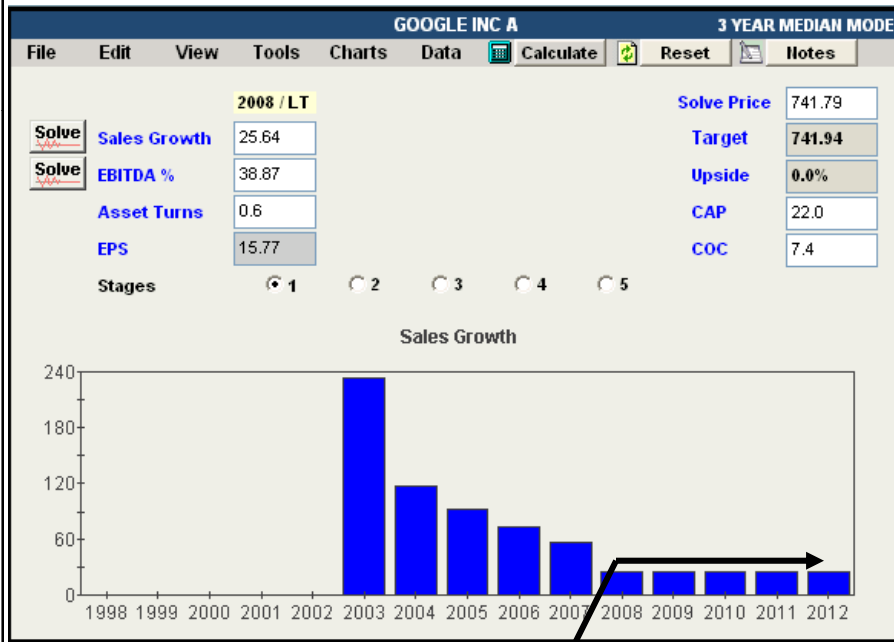 GOOGLE INC A 3 YEAR MEDIAN MODE
File Edit View Tools Charts Data Calculate Reset Notes
2008 / LT Solve Price 741.79
Solve Sales Growth 25.64 Target 741.94
Solve EBITDA % 38.87 Upside 0.0%
Asset Turns 0.6 CAP 22.0
EPS 15.77 COC 7.4
Stages 1 2 3 4 5
Sales Growth
240
180
120
60
0
1998 1999 2000 2001 2002 2003 2004 2005 2006 2007 2008 2009 2010 2011 2012